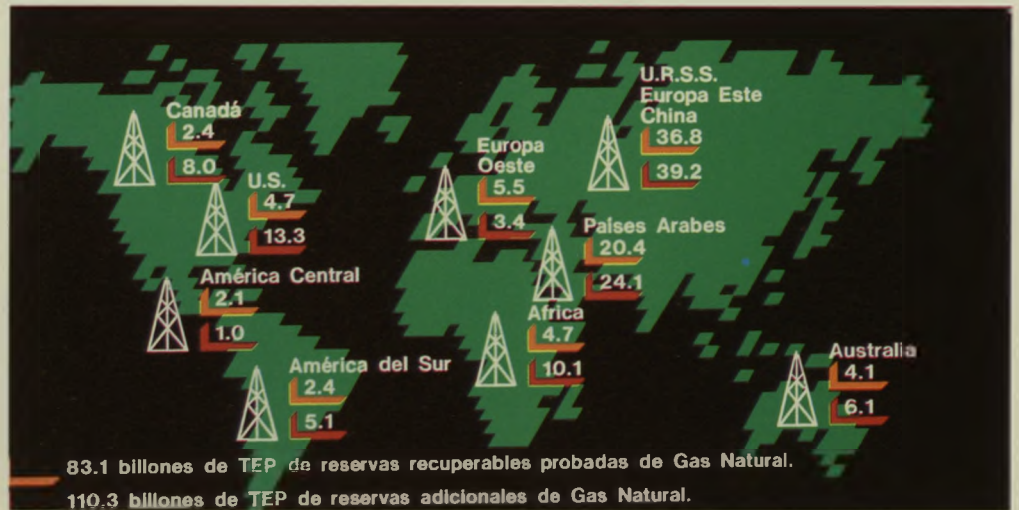 Canadá
2.4
8.0
U.S.
4.7
13.3
América Central
2.1
1.0
América del Sur
2.4
5.1
Europa
Oeste
5.5
3.4
U.R.S.S.
Europa Este
China
36.8
39.2
Paises Arabes
20.4
24.1
Africa
4.7
10.1
Australia
4.1
6.1
83.1 billones de TEP de reservas recuperables probadas de Gas Natural.
110.3 billones de TEP de reservas adicionales de Gas Natural.